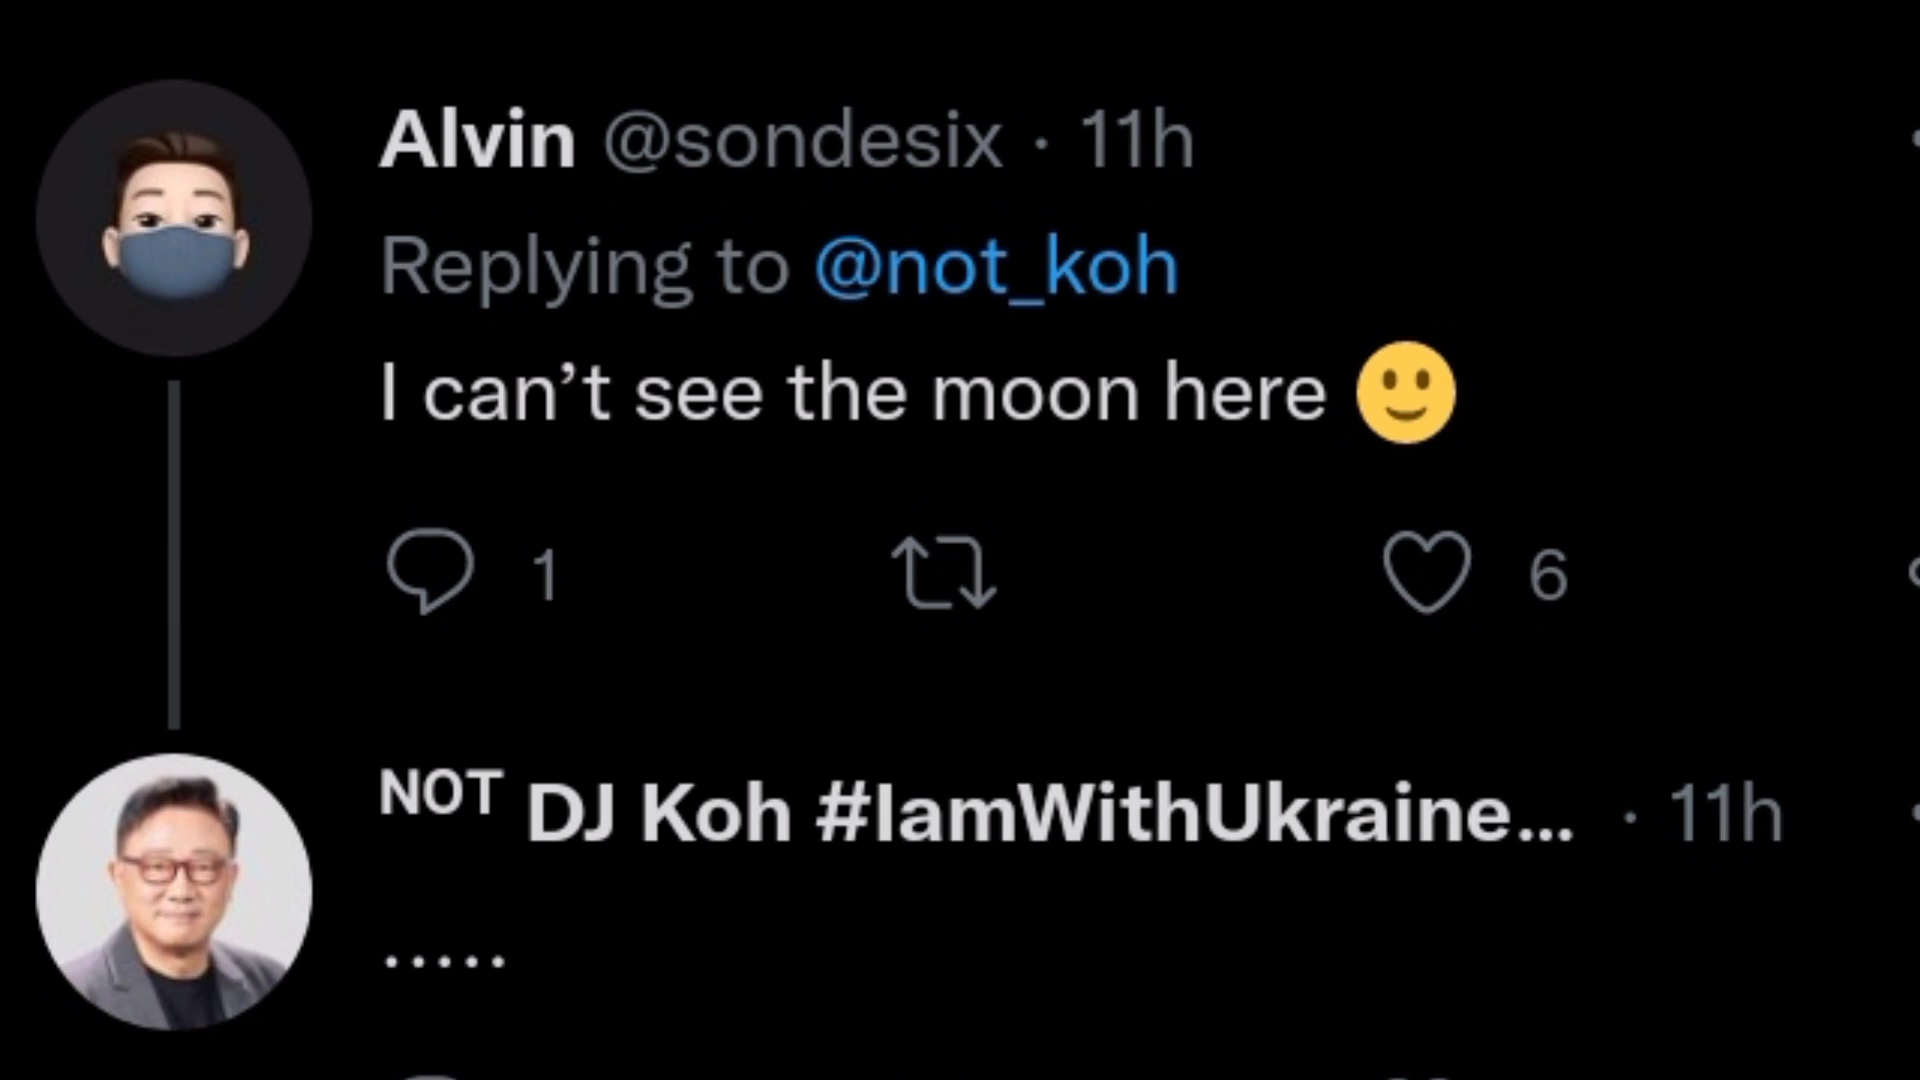 Alvin @sondesix · 11h
Replying to @not_koh
I can’t see the moon here 🙂
1 6
NOT DJ Koh #IamWithUkraine... · 11h
.....